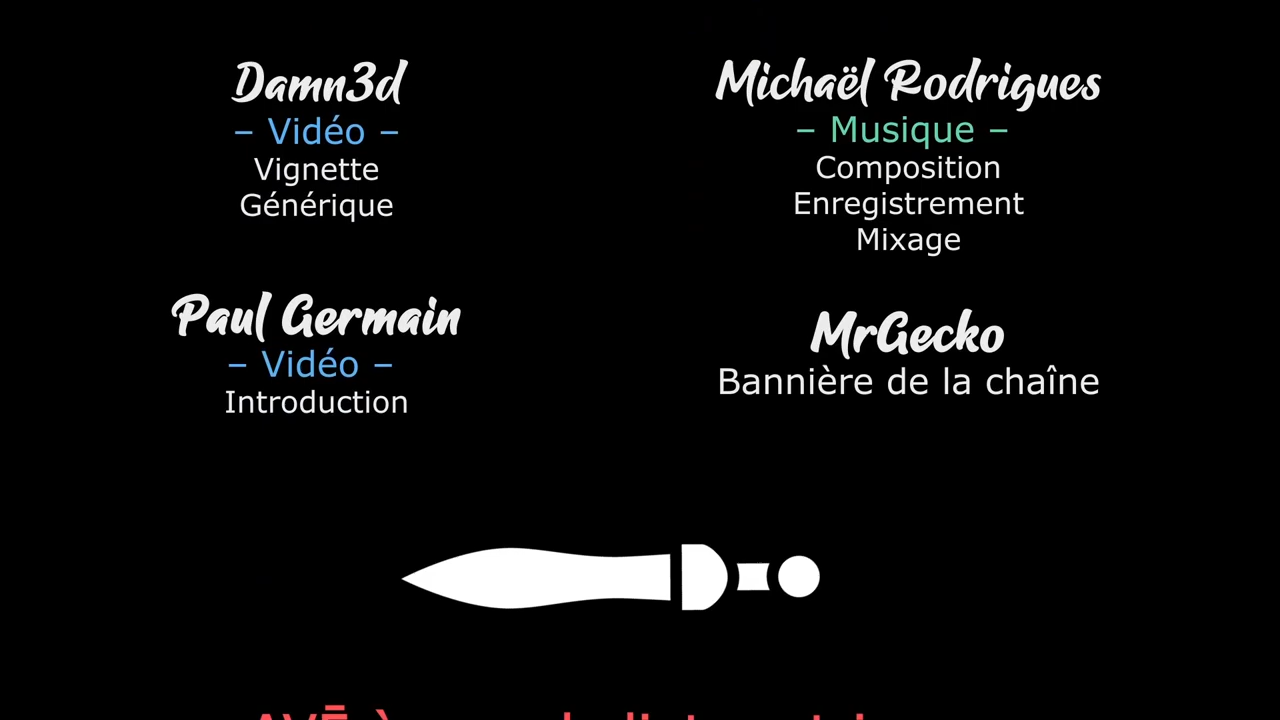 Damn3d
– Vidéo –
Vignette
Générique
Michaël Rodrigues
– Musique –
Composition
Enregistrement
Mixage
Paul Germain
– Vidéo –
Introduction
MrGecko
Bannière de la chaîne
AVĒ à